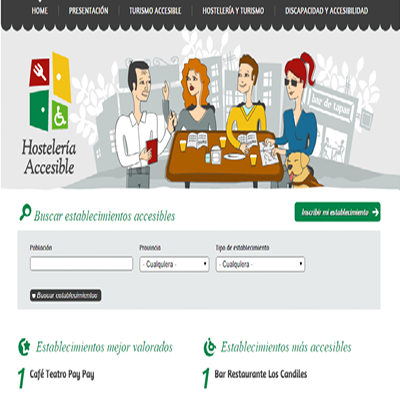 HOME PRESENTACIÓN TURISMO ACCESIBLE HOSTELERÍA Y TURISMO DISCAPACIDAD Y ACCESIBILIDAD
bar de tapas
Hostelería
Accesible
Buscar establecimientos accesibles
Inscribir mi establecimiento
Población Provincia Tipo de establecimiento
- Cualquiera - - Cualquiera -
Buscar establecimientos
Establecimientos mejor valorados Establecimientos más accesibles
1 Café Teatro Pay Pay 1 Bar Restaurante Los Candiles